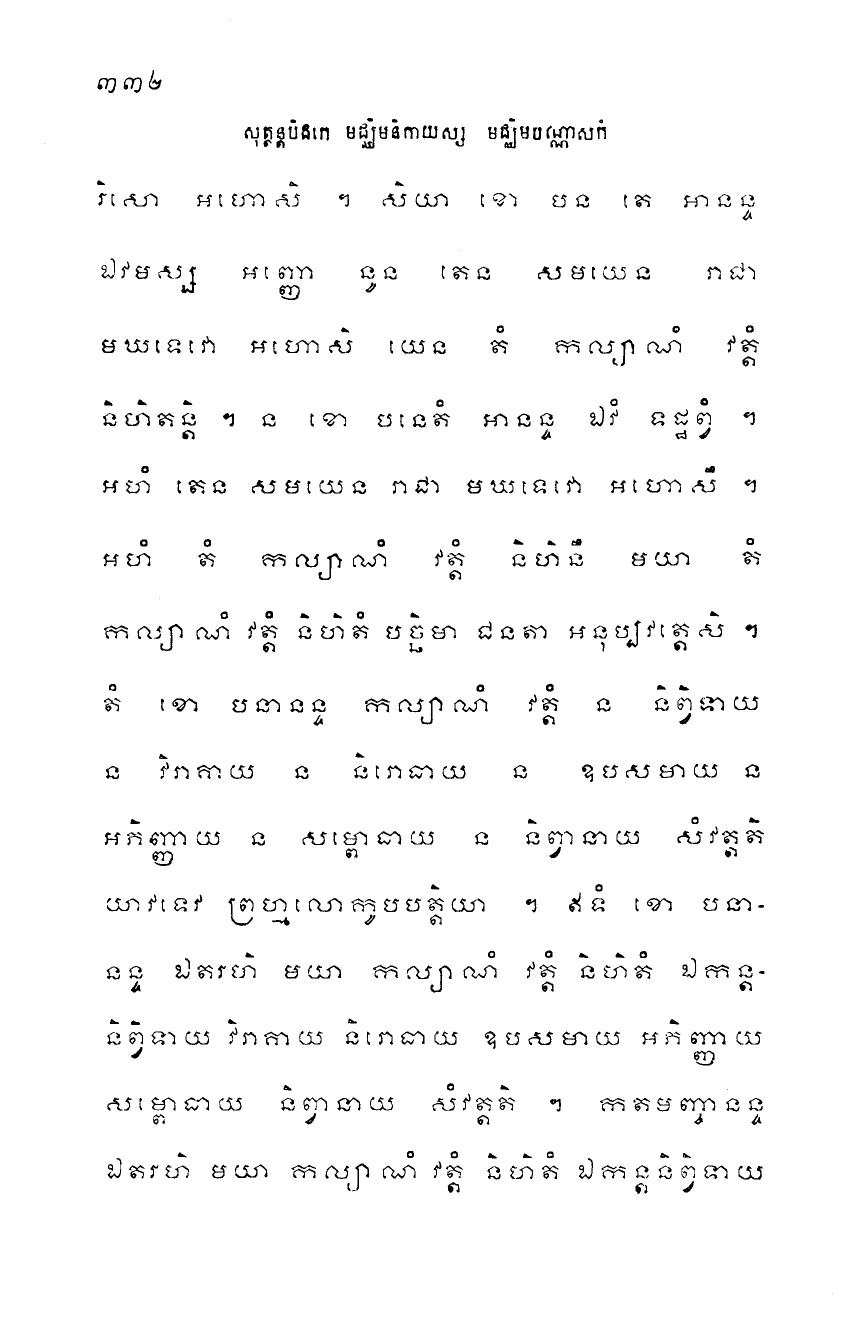 ៣៣២
សុត្តន្តបិដកេ មជ្ឈិមនិកាយស្ស មជ្ឈិមបណ្ណាសកំ
រិសោ អហោសិ ។ សិយា ខោ បន តេ អានន្ទ
ឯវមស្ស អញ្ញោ នូន តេន សមយេន រាជា
មឃទេវោ អហោសិ យេន តំ កល្យាណំ វត្តំ
និហិតន្តិ ។ ន ខោ បនេតំ អានន្ទ ឯវំ ទដ្ឋព្វំ ។
អហំ តេន សមយេន រាជា មឃទេវោ អហោសឹ ។
អហំ តំ កល្យាណំ វត្តំ និហិនឹ មយា តំ
កល្យាណំ វត្តំ និហិតំ បច្ឆិមា ជនតា អនុប្បវត្តេសិ ។
តំ ខោ បនានន្ទ កល្យាណំ វត្តំ ន និព្វិទាយ
ន វិរាគាយ ន និរោធាយ ន ឧបសមាយ ន
អភិញ្ញាយ ន សម្ពោធាយ ន និព្វានាយ សំវត្តតិ
យាវទេវ ព្រហ្មលោកូបបត្តិយា ។ ឥទំ ខោ បនា-
នន្ទ ឯតរហិ មយា កល្យាណំ វត្តំ និហិតំ ឯកន្ត-
និព្វិទាយ វិរាគាយ និរោធាយ ឧបសមាយ អភិញ្ញាយ
សម្ពោធាយ និព្វានាយ សំវត្តតិ ។ កតមញ្ចានន្ទ
ឯតរហិ មយា កល្យាណំ វត្តំ និហិតំ ឯកន្តនិព្វិទាយ